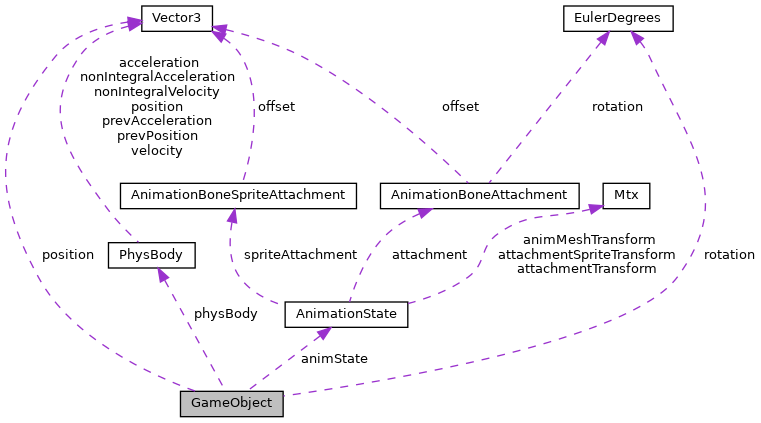 Vector3
EulerDegrees
acceleration
nonIntegralAcceleration
nonIntegralVelocity
position
prevAcceleration
prevPosition
velocity
offset
offset
rotation
AnimationBoneSpriteAttachment
AnimationBoneAttachment
Mtx
position
PhysBody
spriteAttachment
attachment
animMeshTransform
attachmentSpriteTransform
attachmentTransform
rotation
physBody
AnimationState
animState
GameObject